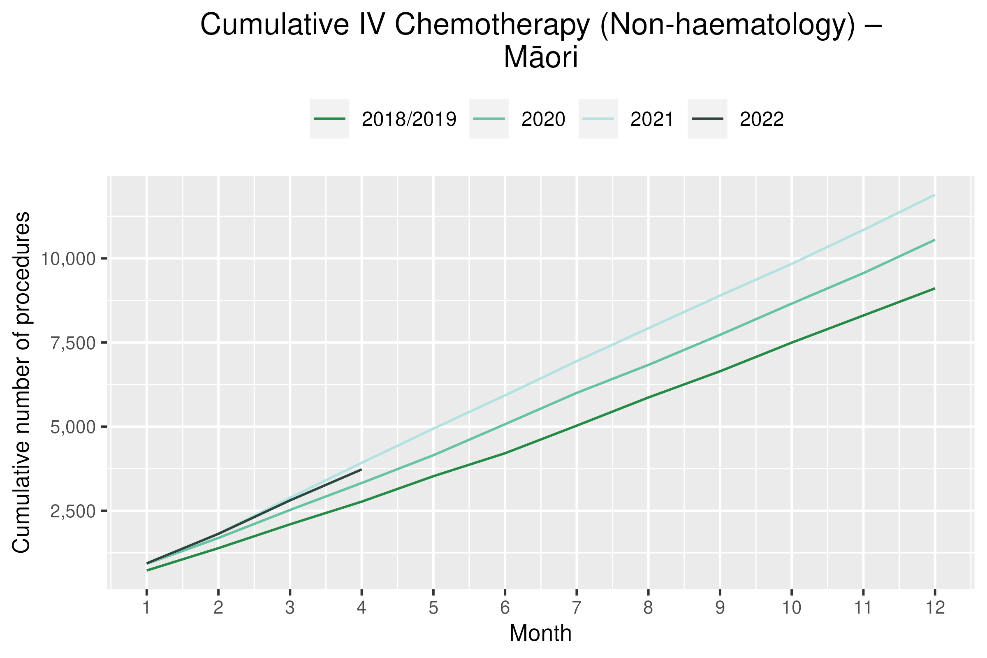 Cumulative IV Chemotherapy (Non-haematology) –
Māori
2018/2019 2020 2021 2022
Cumulative number of procedures
10,000
7,500
5,000
2,500
1 2 3 4 5 6 7 8 9 10 11 12
Month